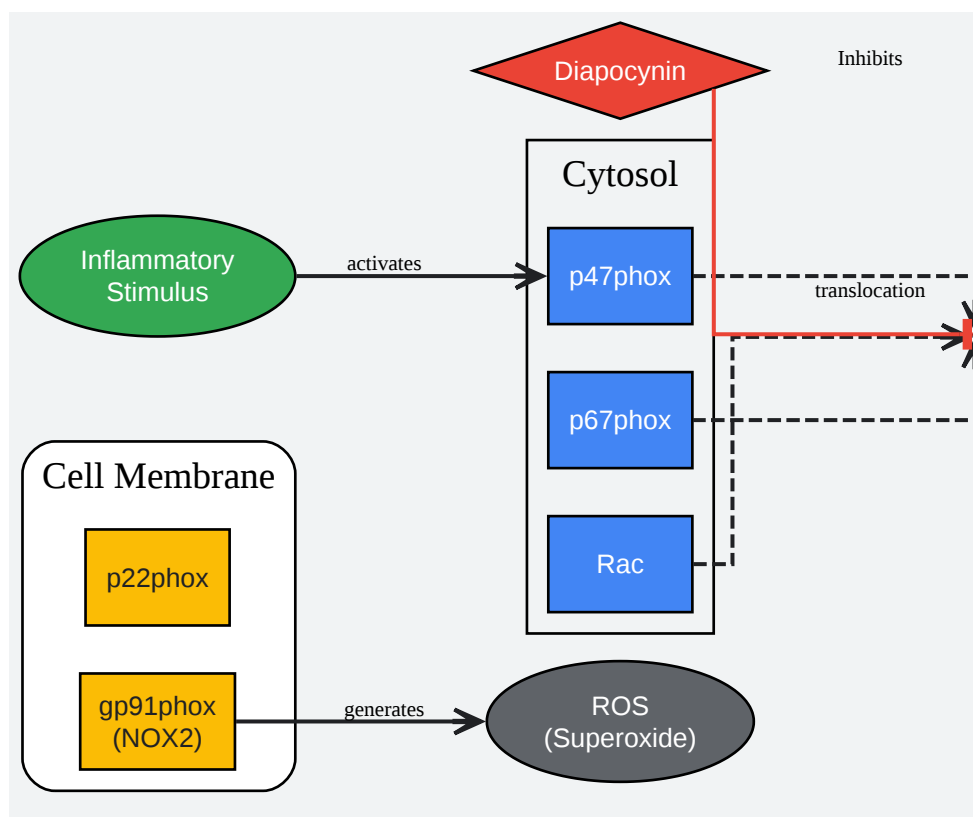 Diapocynin
Inhibits
Cytosol
Inflammatory
Stimulus
activates
p47phox
translocation
p67phox
Cell Membrane
p22phox
Rac
gp91phox
(NOX2)
generates
ROS
(Superoxide)